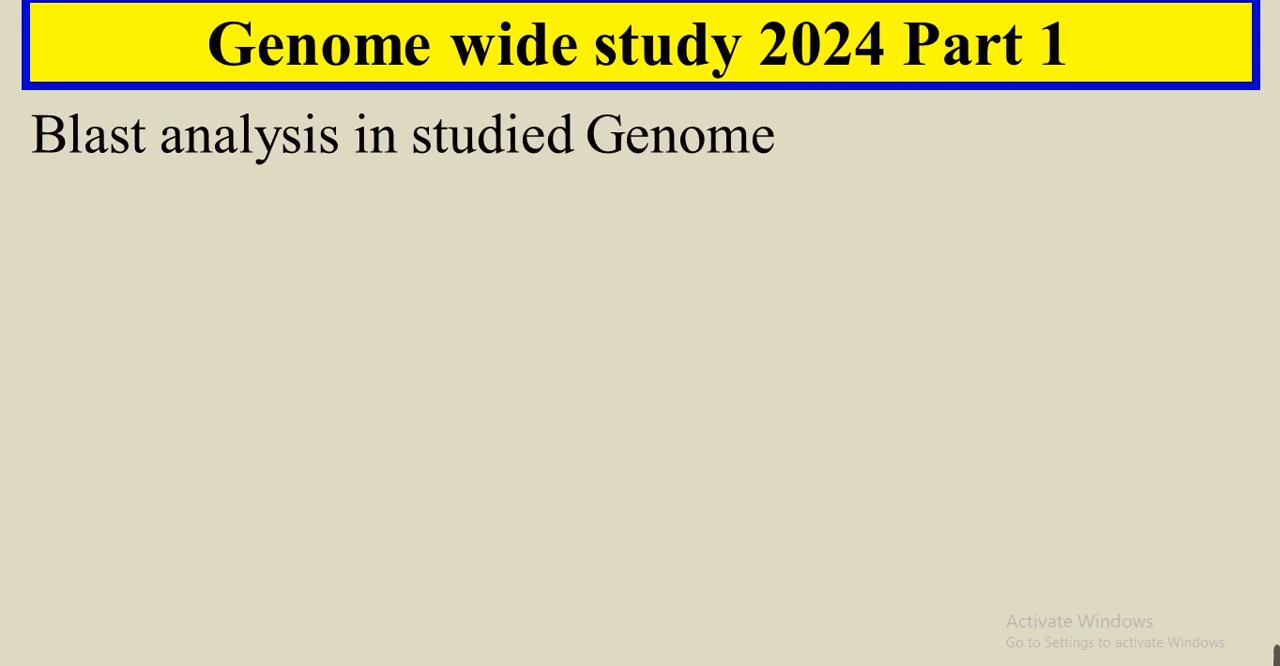 Genome wide study 2024 Part 1
Blast analysis in studied Genome
Activate Windows
Go to Settings to activate Windows.